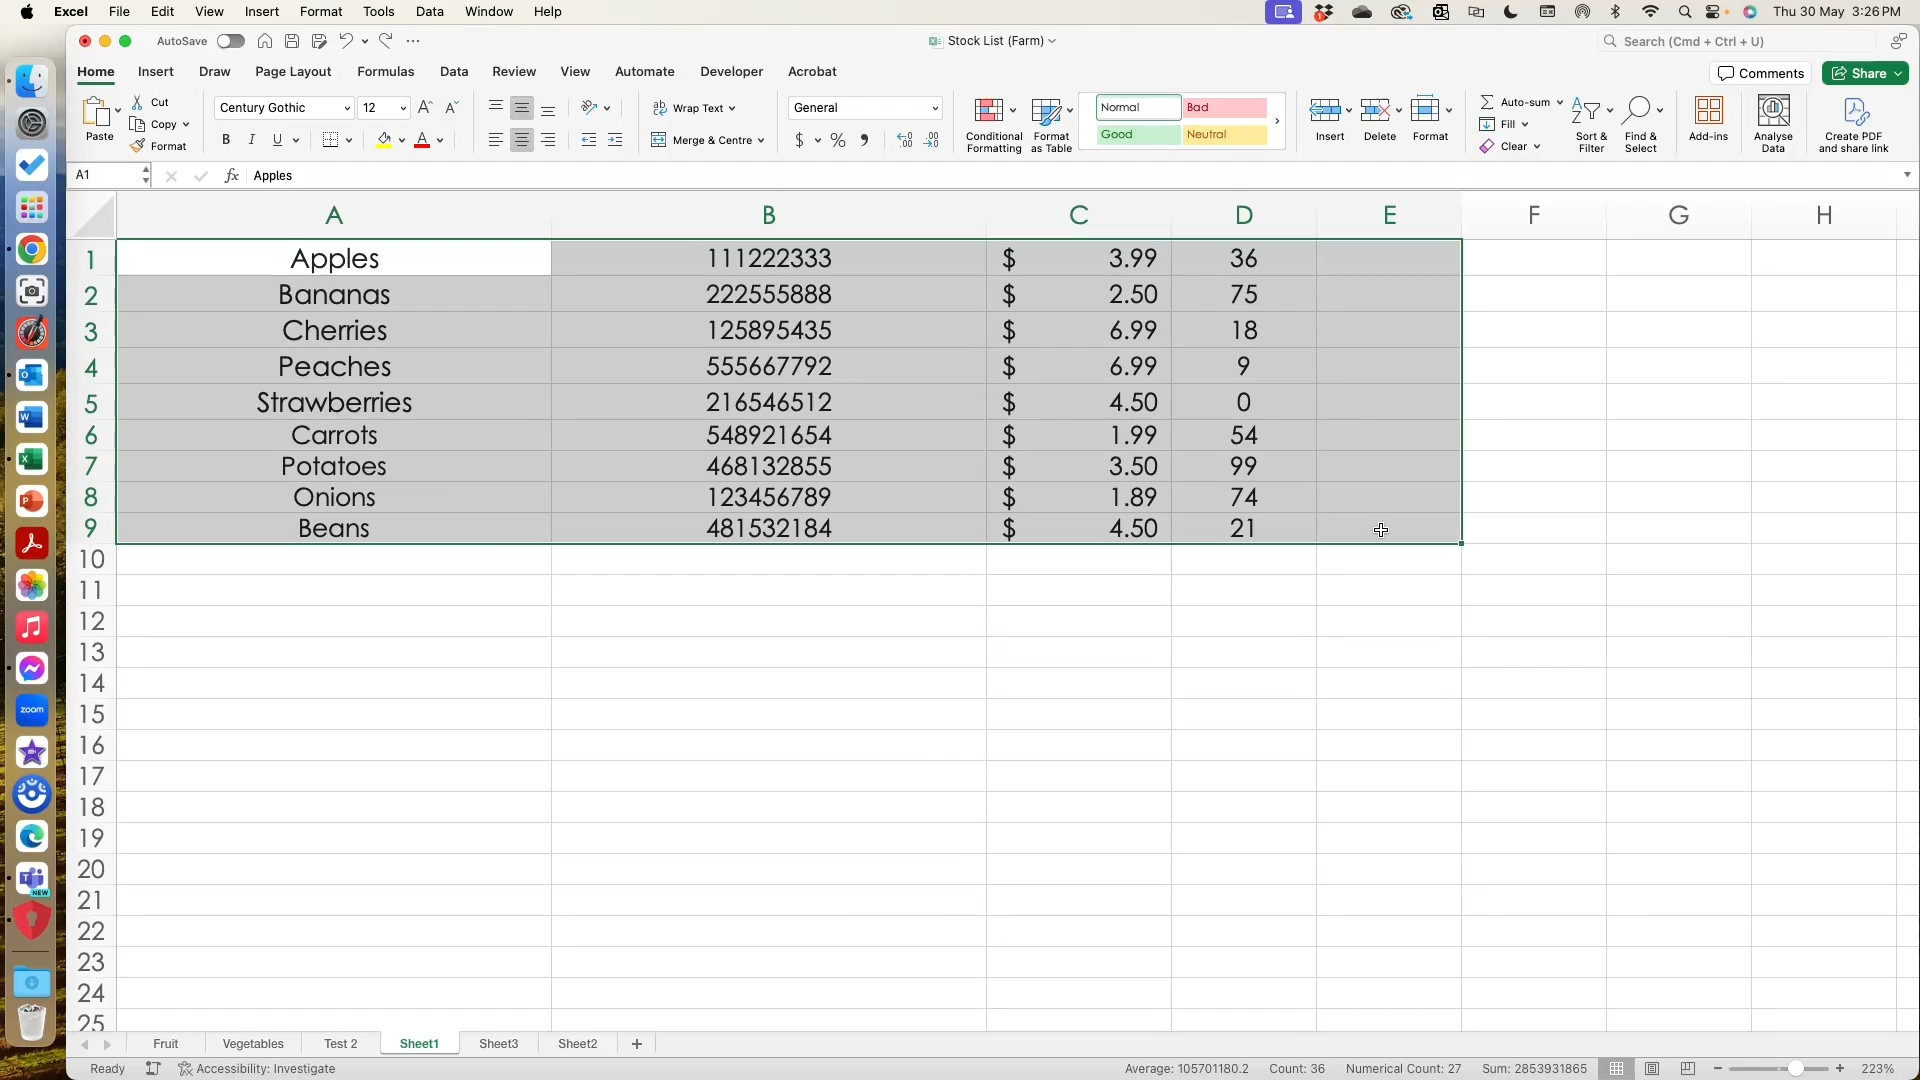 Excel File Edit View Insert Format Tools Data Window Help Thu 30 May 3:26 PM
AutoSave Stock List (Farm) Search (Cmd + Ctrl + U)
Home Insert Draw Page Layout Formulas Data Review View Automate Developer Acrobat Comments Share
Paste
Cut
Copy
Format
Century Gothic 12
B I U
Wrap Text
Merge & Centre
General
$ % 9
Conditional Formatting
Format as Table
Normal Bad
Good Neutral
Insert Delete Format
Auto-sum
Fill
Clear
Sort & Filter
Find & Select
Add-ins
Analyse Data
Create PDF and share link
A1 fx Apples
A B C D E F G H
1 Apples 111222333 $ 3.99 36
2 Bananas 222555888 $ 2.50 75
3 Cherries 125895435 $ 6.99 18
4 Peaches 555667792 $ 6.99 9
5 Strawberries 216546512 $ 4.50 0
6 Carrots 548921654 $ 1.99 54
7 Potatoes 468132855 $ 3.50 99
8 Onions 123456789 $ 1.89 74
9 Beans 481532184 $ 4.50 21
10
11
12
13
14
15
16
17
18
19
20
21
22
23
24
25
zoom
NEW
Fruit Vegetables Test 2 Sheet1 Sheet3 Sheet2 +
Ready Accessibility: Investigate Average: 105701180.2 Count: 36 Numerical Count: 27 Sum: 2853931865 223%